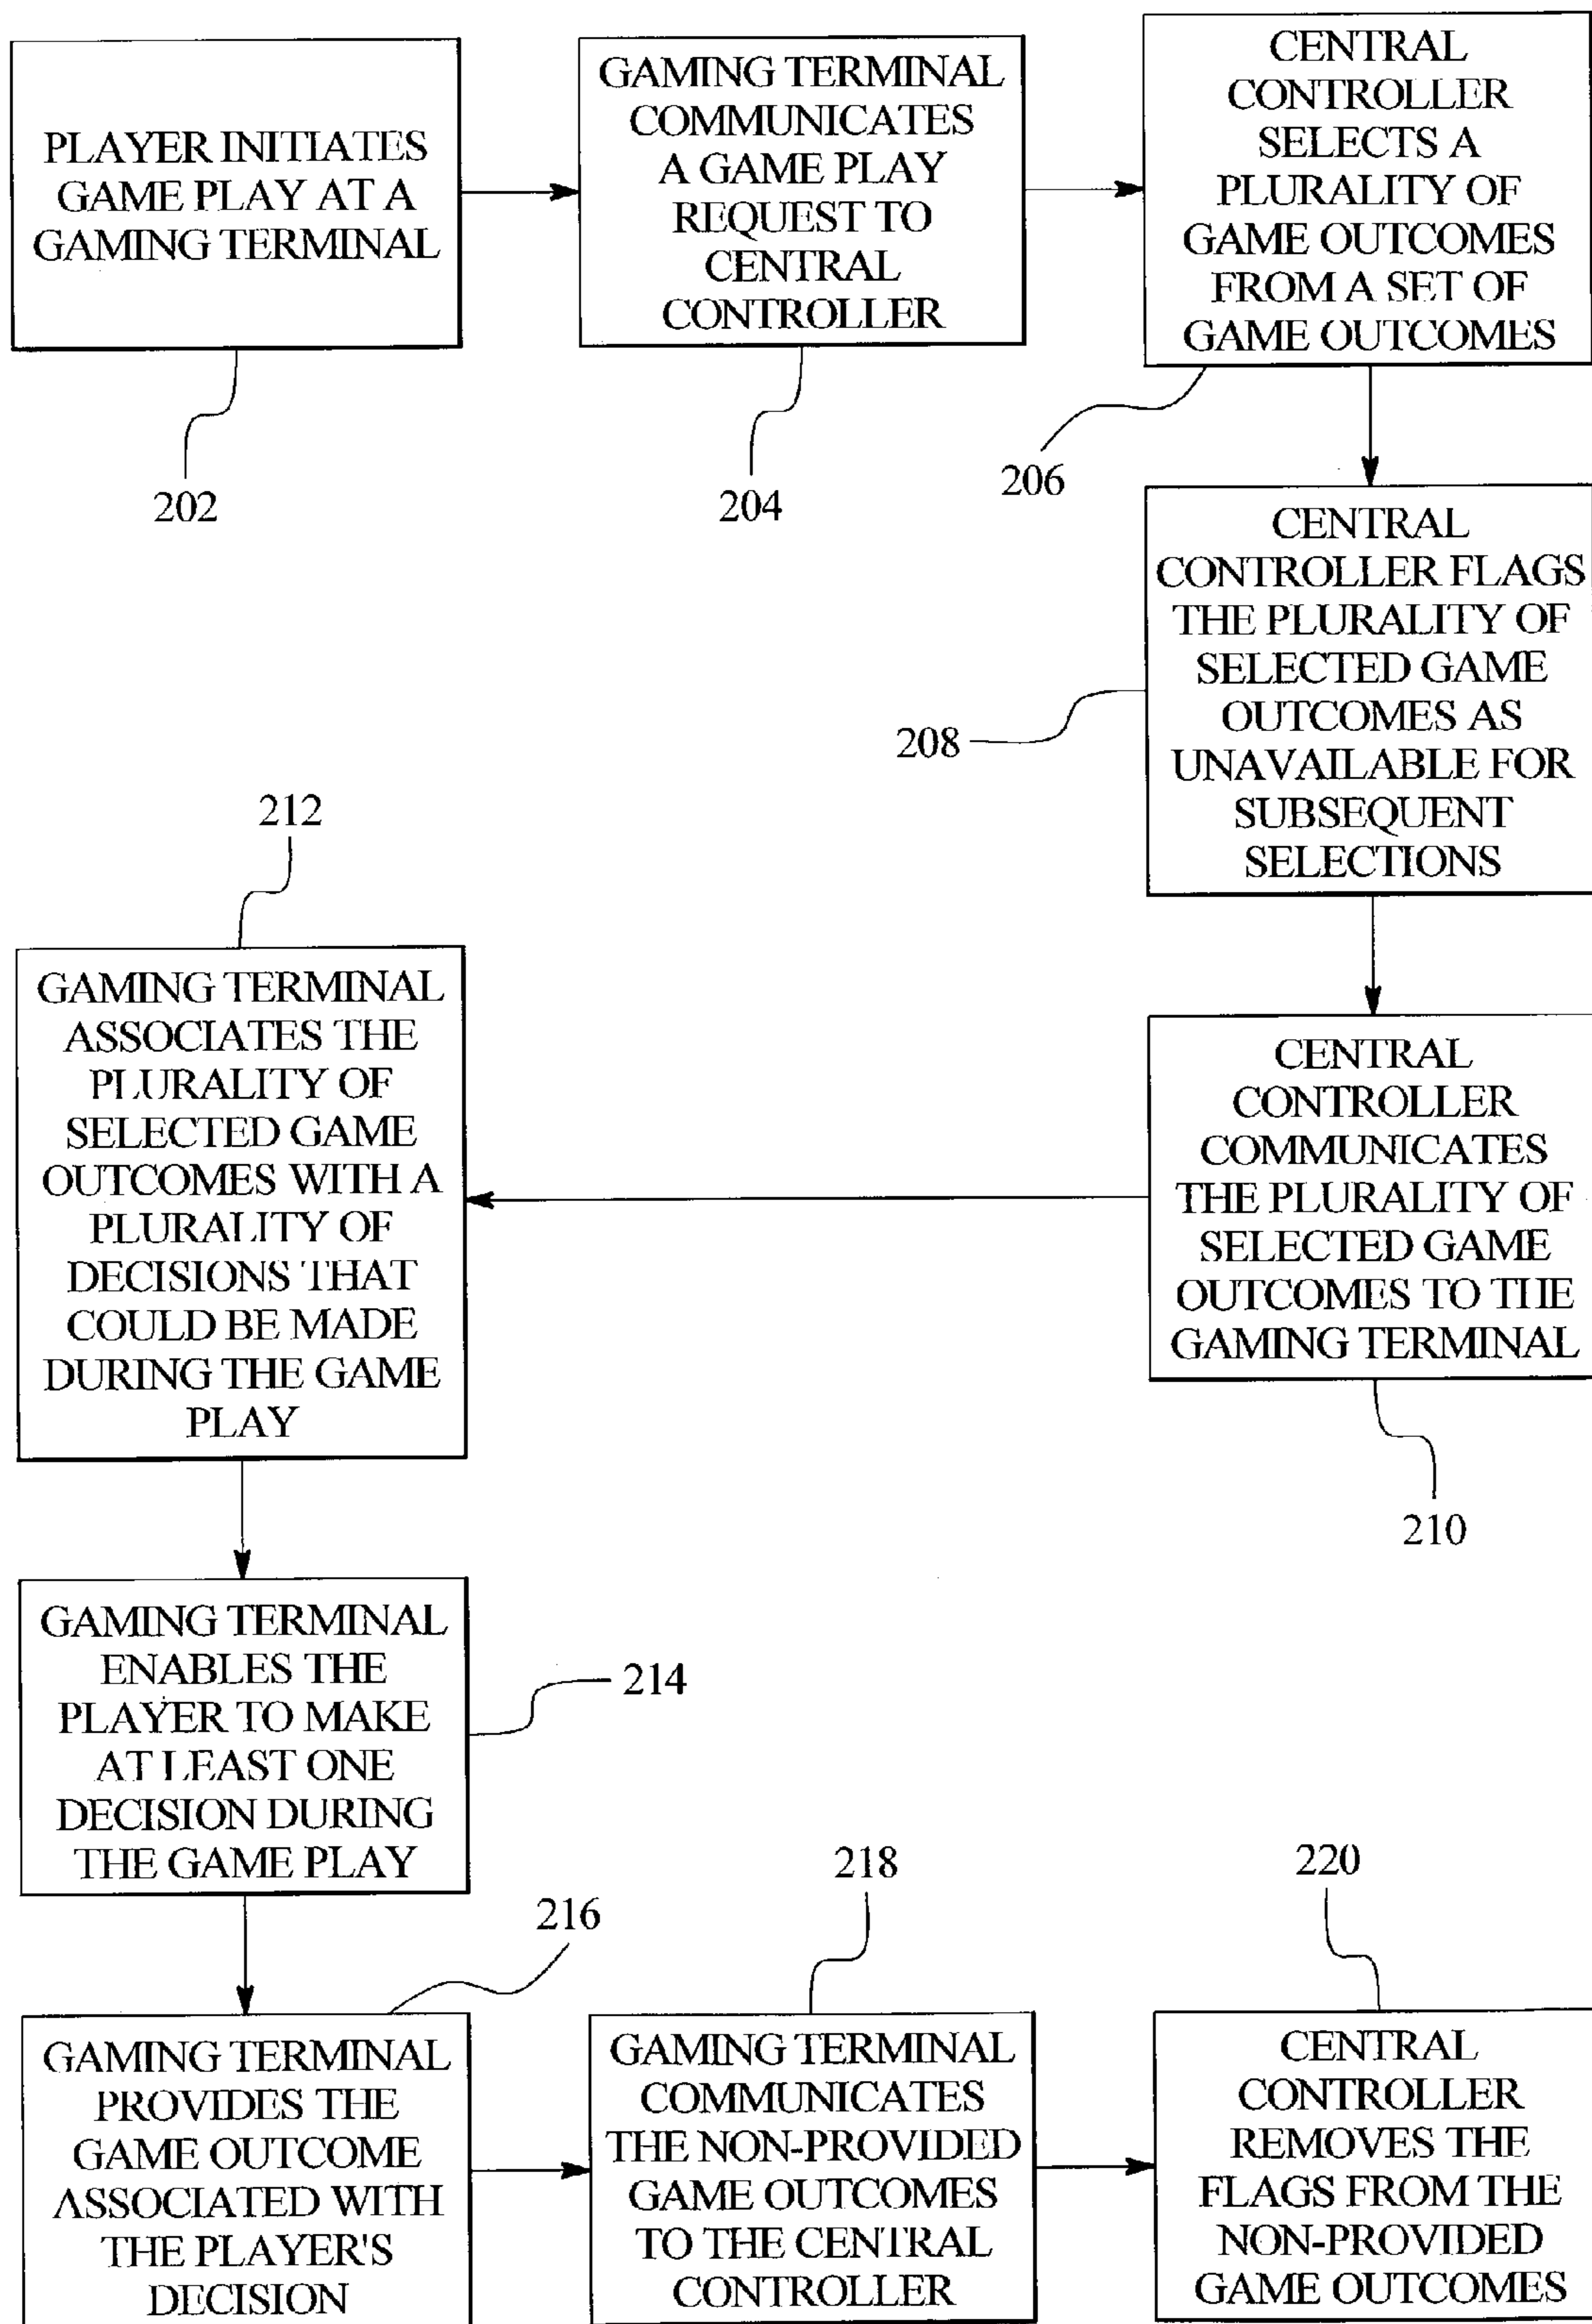 PLAYER INITIATES
GAME PLAY AT A
GAMING TERMINAL
202
GAMING TERMINAL
COMMUNICATES
A GAME PLAY
REQUEST TO
CENTRAL
CONTROLLER
204
CENTRAL
CONTROLLER
SELECTS A
PLURALITY OF
GAME OUTCOMES
FROM A SET OF
GAME OUTCOMES
206
CENTRAL
CONTROLLER FLAGS
THE PLURALITY OF
SELECTED GAME
OUTCOMES AS
UNAVAILABLE FOR
SUBSEQUENT
SELECTIONS
208
CENTRAL
CONTROLLER
COMMUNICATES
THE PLURALITY OF
SELECTED GAME
OUTCOMES TO THE
GAMING TERMINAL
210
212
GAMING TERMINAL
ASSOCIATES THE
PLURALITY OF
SELECTED GAME
OUTCOMES WITH A
PLURALITY OF
DECISIONS THAT
COULD BE MADE
DURING THE GAME
PLAY
GAMING TERMINAL
ENABLES THE
PLAYER TO MAKE
AT LEAST ONE
DECISION DURING
THE GAME PLAY
214
216
GAMING TERMINAL
PROVIDES THE
GAME OUTCOME
ASSOCIATED WITH
THE PLAYER'S
DECISION
218
GAMING TERMINAL
COMMUNICATES
THE NON-PROVIDED
GAME OUTCOMES
TO THE CENTRAL
CONTROLLER
220
CENTRAL
CONTROLLER
REMOVES THE
FLAGS FROM THE
NON-PROVIDED
GAME OUTCOMES